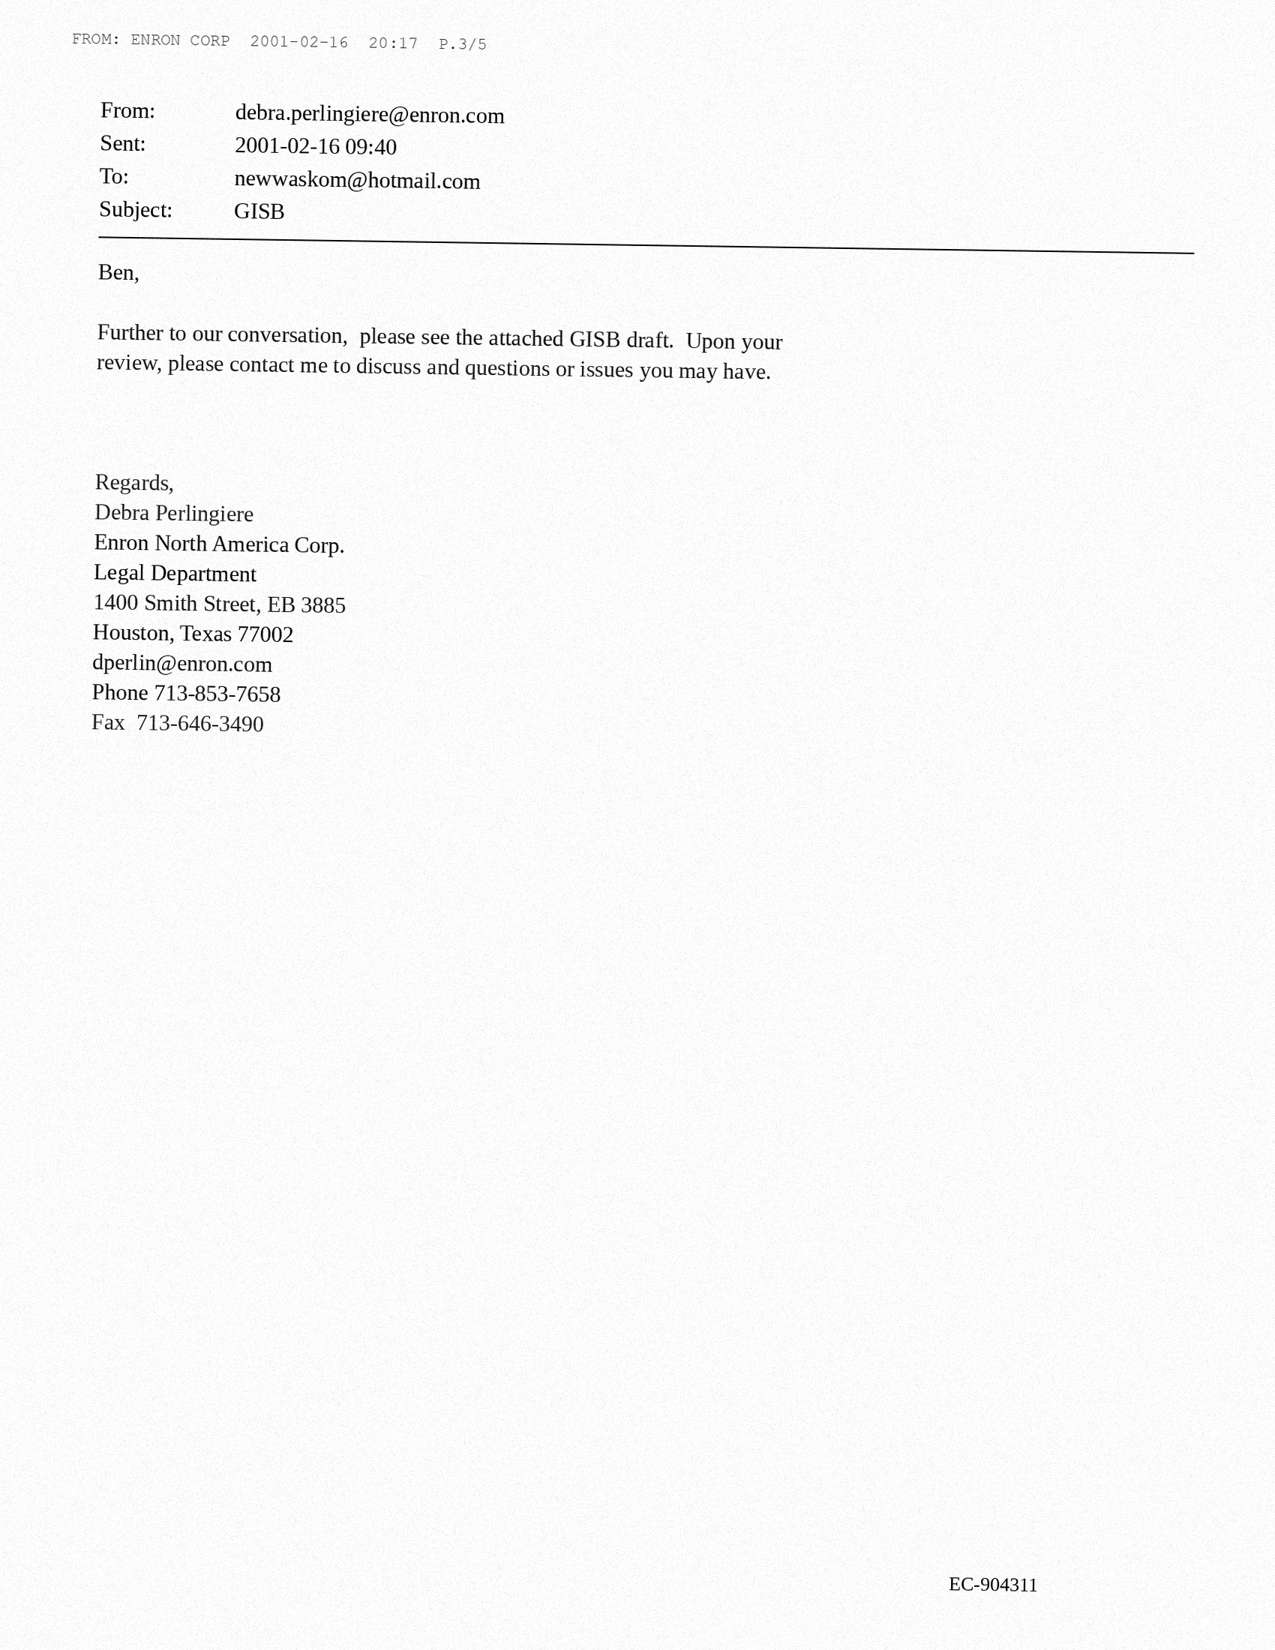 FROM: ENRON CORP  2001-02-16  20:17  P.3/5
From: debra.perlingiere@enron.com
Sent: 2001-02-16 09:40
To: newwaskom@hotmail.com
Subject: GISB
Ben,
Further to our conversation,  please see the attached GISB draft.  Upon your
review, please contact me to discuss and questions or issues you may have.
Regards,
Debra Perlingiere
Enron North America Corp.
Legal Department
1400 Smith Street, EB 3885
Houston, Texas 77002
dperlin@enron.com
Phone 713-853-7658
Fax  713-646-3490
EC-904311